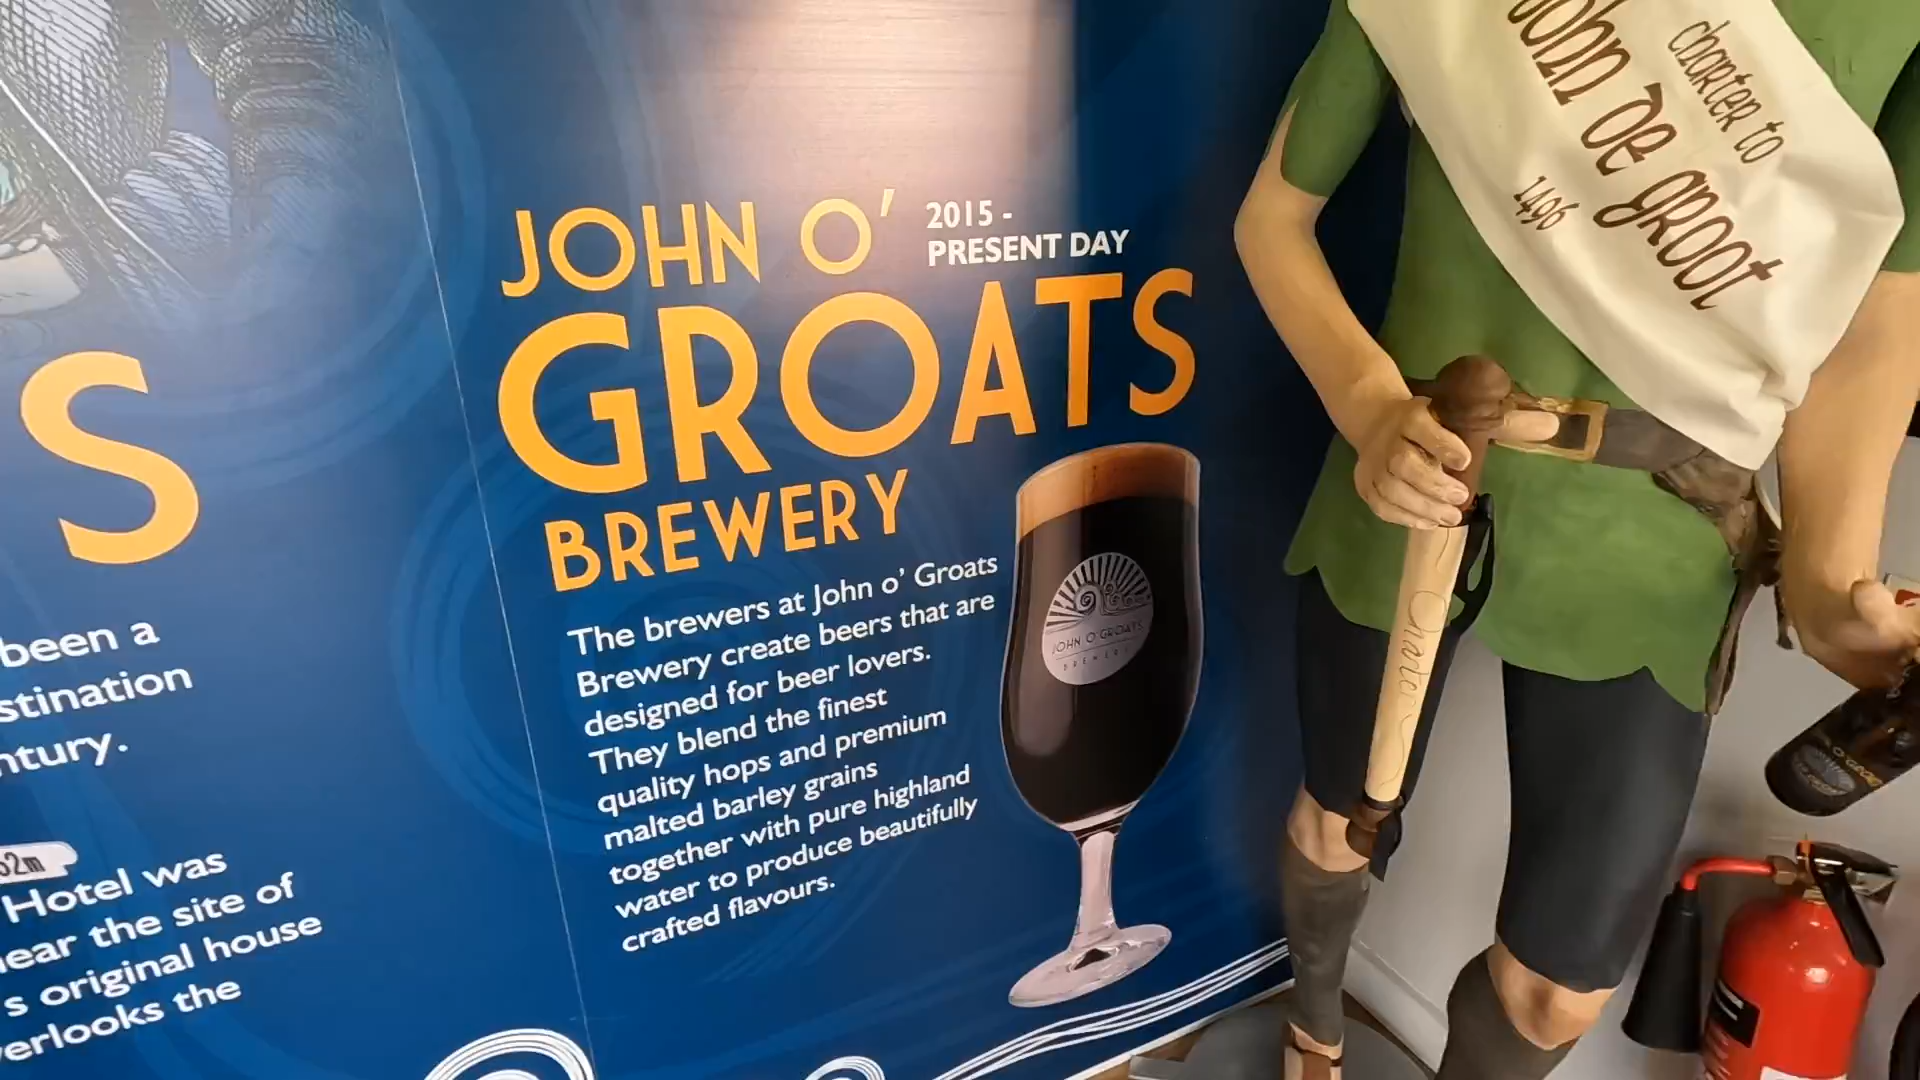 S
been a
stination
ntury.
52m
Hotel was
ear the site of
s original house
verlooks the
JOHN O'
2015 -
PRESENT DAY
GROATS
BREWERY
The brewers at John o' Groats
Brewery create beers that are
designed for beer lovers.
They blend the finest
quality hops and premium
malted barley grains
together with pure highland
water to produce beautifully
crafted flavours.
JOHN O'GROATS
BREWERY
charter to
John De Groot
1496
Charter